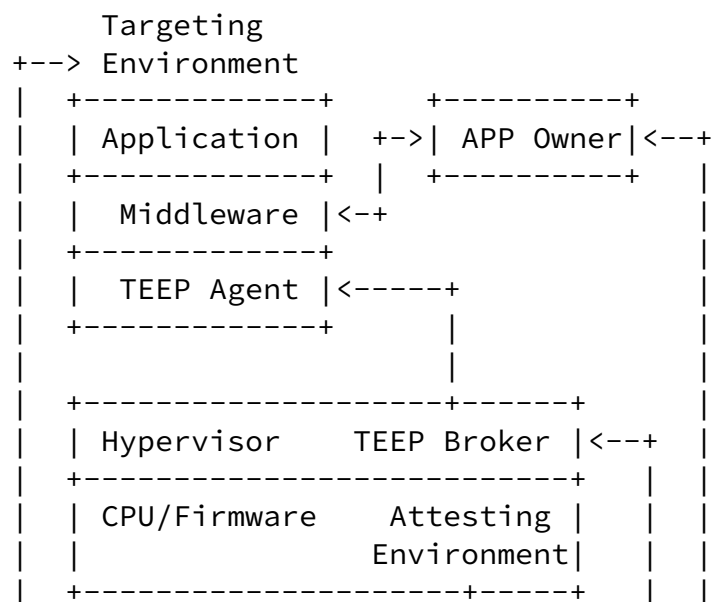 Targeting
Environment
Application APP Owner
Middleware
TEEP Agent
Hypervisor TEEP Broker
CPU/Firmware Attesting
Environment